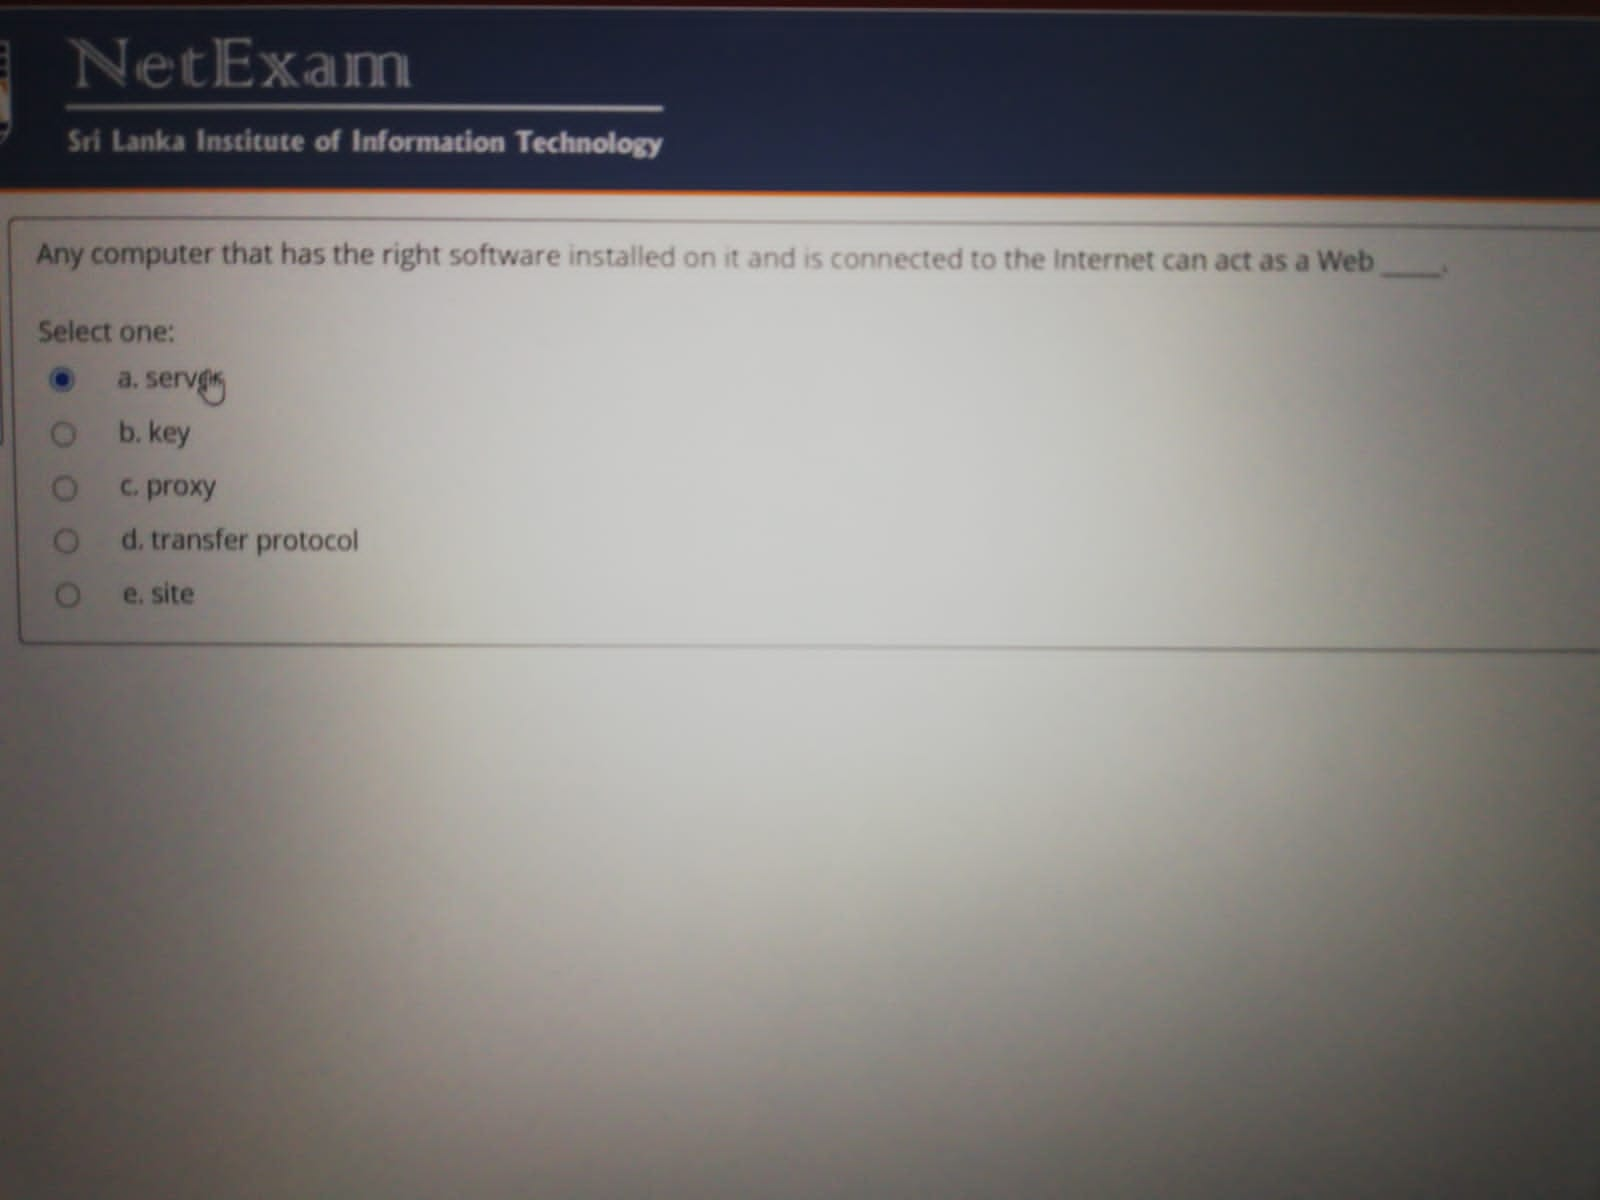 NetExam
Sri Lanka Institute of Information Technology
Any computer that has the right software installed on it and is connected to the Internet can act as a Web ____.
Select one:
a. server
b. key
c. proxy
d. transfer protocol
e. site